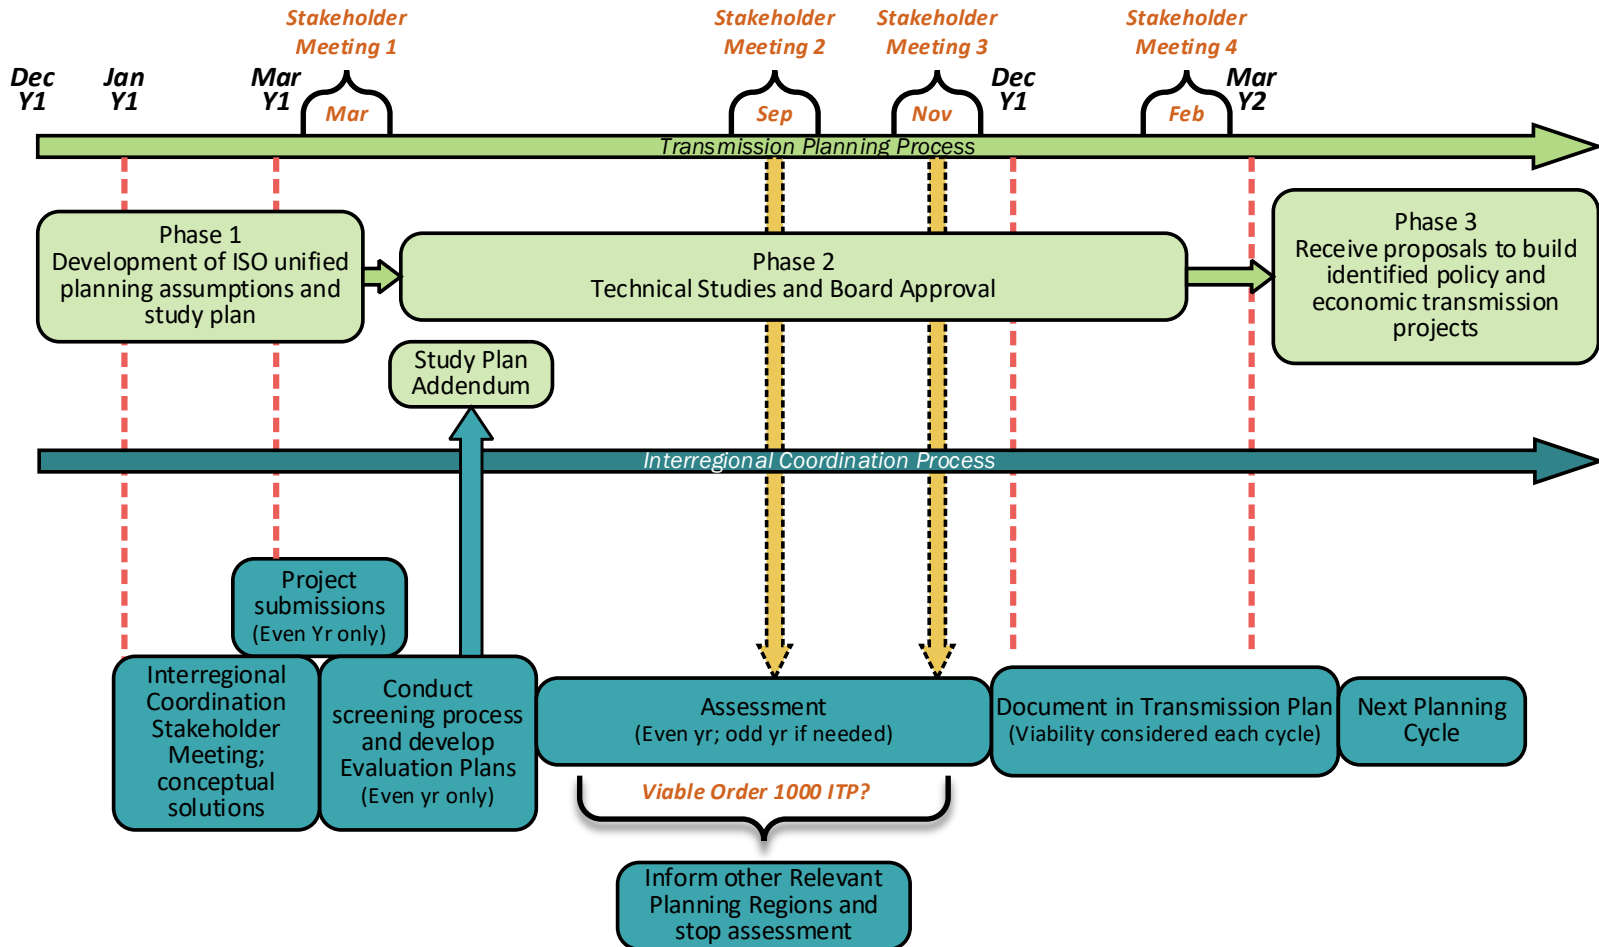 Stakeholder
Meeting 1
Stakeholder
Meeting 2
Stakeholder
Meeting 3
Stakeholder
Meeting 4
Dec
Y1
Jan
Y1
Mar
Y1
Mar
Sep
Nov
Dec
Y1
Feb
Mar
Y2
Transmission Planning Process
Phase 1
Development of ISO unified
planning assumptions and
study plan
Phase 2
Technical Studies and Board Approval
Phase 3
Receive proposals to build
identified policy and
economic transmission
projects
Study Plan
Addendum
Interregional Coordination Process
Project
submissions
(Even Yr only)
Interregional
Coordination
Stakeholder
Meeting;
conceptual
solutions
Conduct
screening process
and develop
Evaluation Plans
(Even yr only)
Assessment
(Even yr; odd yr if needed)
Document in Transmission Plan
(Viability considered each cycle)
Next Planning
Cycle
Viable Order 1000 ITP?
Inform other Relevant
Planning Regions and
stop assessment